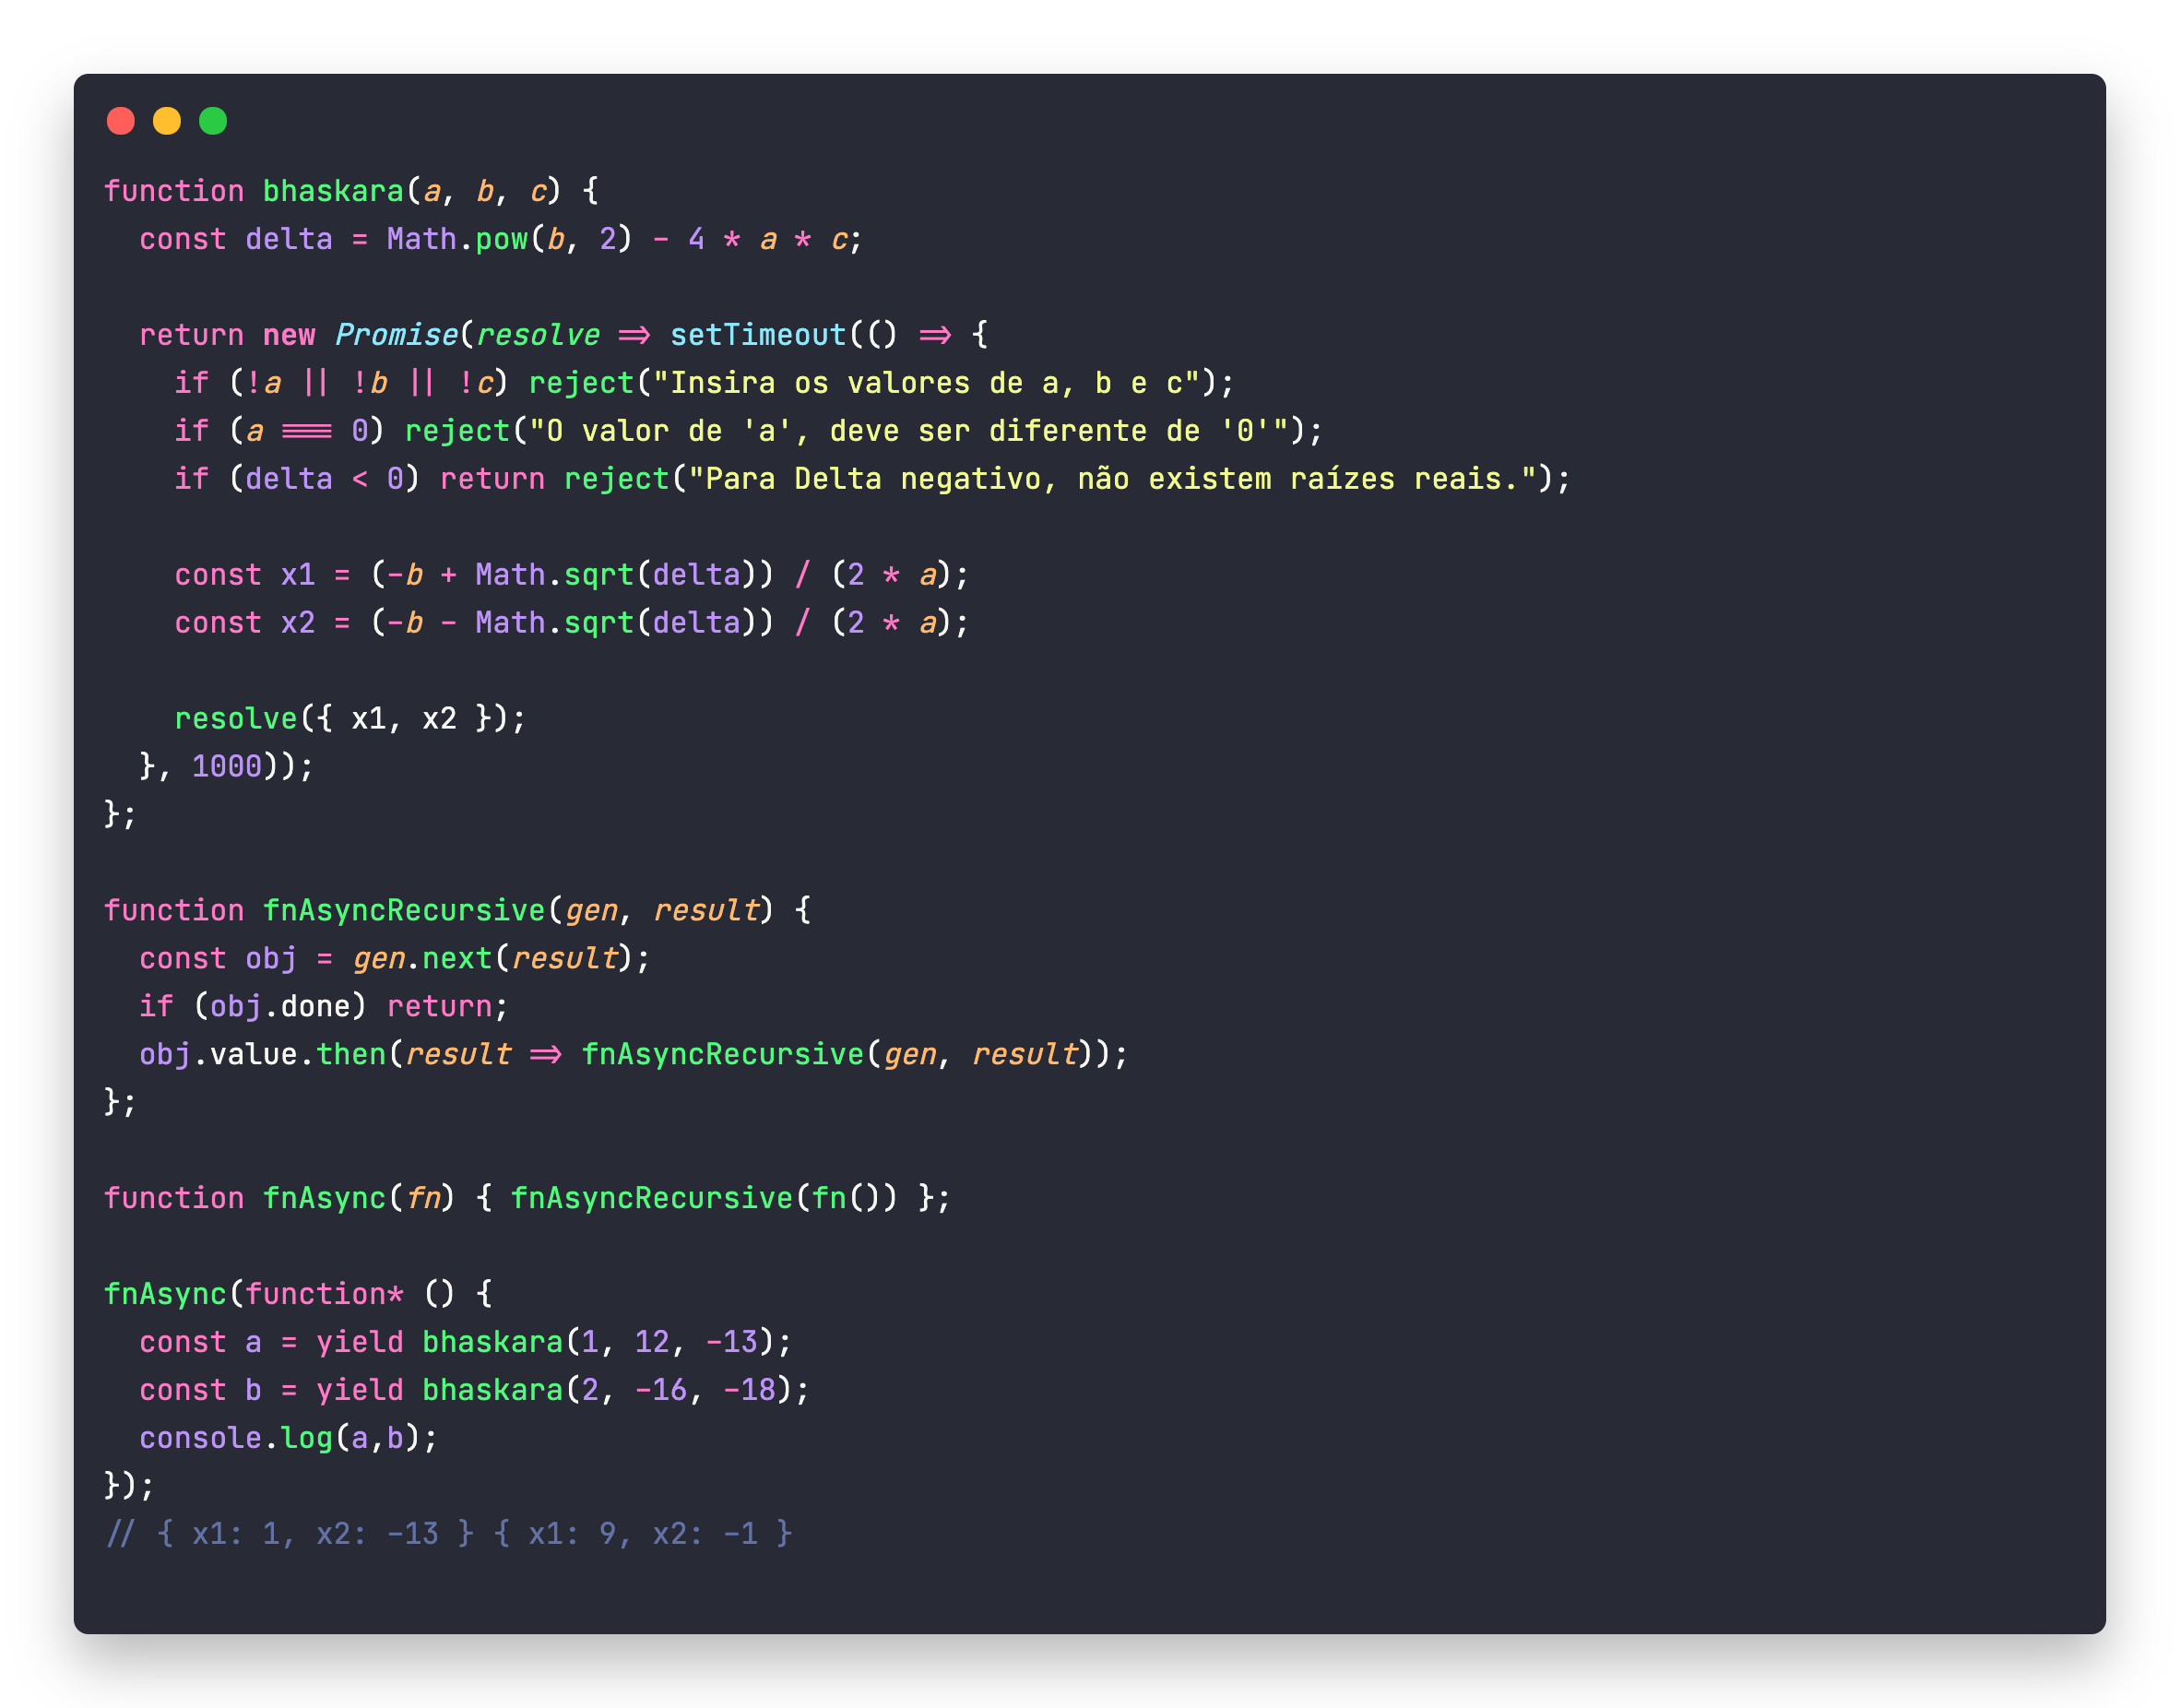 function bhaskara(a, b, c) {
  const delta = Math.pow(b, 2) - 4 * a * c;

  return new Promise(resolve => setTimeout(() => {
    if (!a || !b || !c) reject("Insira os valores de a, b e c");
    if (a === 0) reject("O valor de 'a', deve ser diferente de '0'");
    if (delta < 0) return reject("Para Delta negativo, não existem raízes reais.");

    const x1 = (-b + Math.sqrt(delta)) / (2 * a);
    const x2 = (-b - Math.sqrt(delta)) / (2 * a);

    resolve({ x1, x2 });
  }, 1000));
};

function fnAsyncRecursive(gen, result) {
  const obj = gen.next(result);
  if (obj.done) return;
  obj.value.then(result => fnAsyncRecursive(gen, result));
};

function fnAsync(fn) { fnAsyncRecursive(fn()) };

fnAsync(function* () {
  const a = yield bhaskara(1, 12, -13);
  const b = yield bhaskara(2, -16, -18);
  console.log(a,b);
});
// { x1: 1, x2: -13 } { x1: 9, x2: -1 }